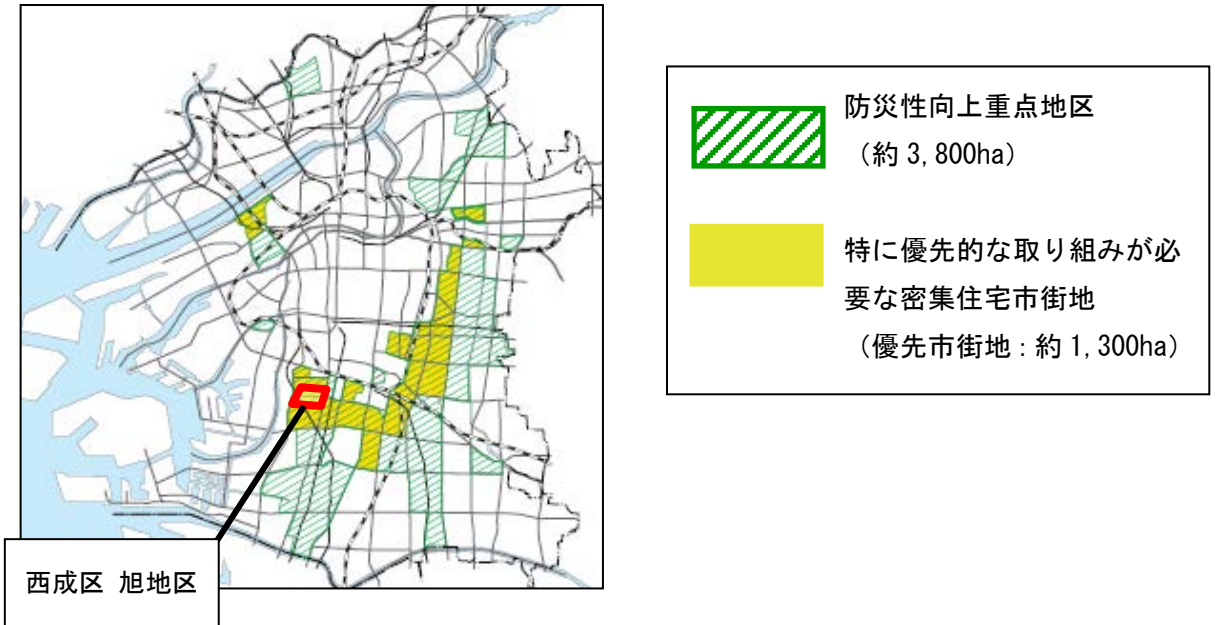 防災性向上重点地区
（約 3,800ha）
特に優先的な取り組みが必
要な密集住宅市街地
（優先市街地：約 1,300ha）
西成区 旭地区